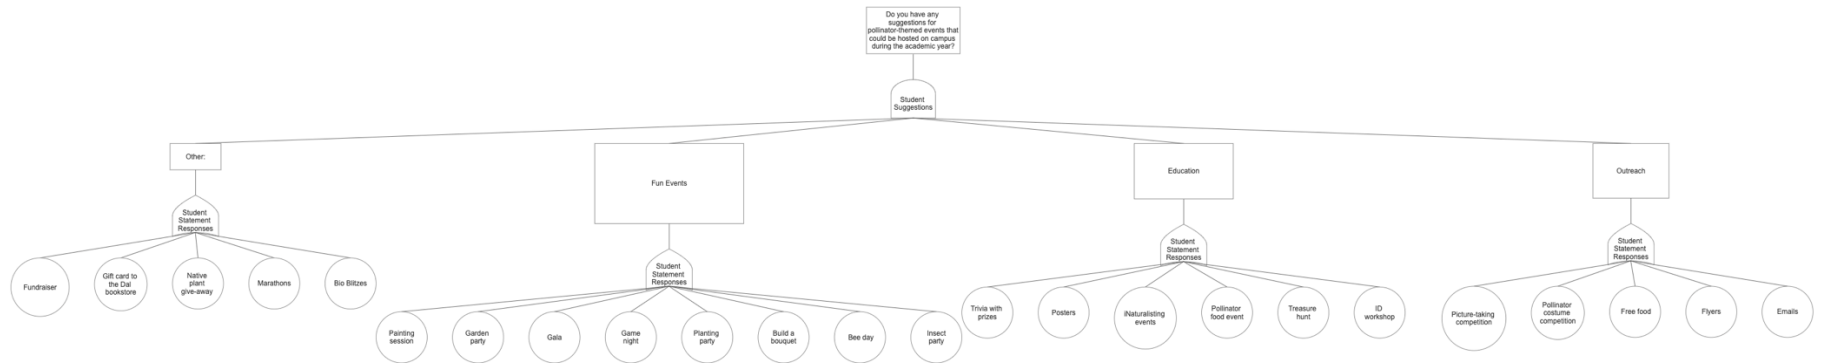 Do you have any
suggestions for
pollinator-themed events that
could be hosted on campus
during the academic year?
Student
Suggestions
Other:
Fun Events
Education
Outreach
Student
Statement
Responses
Fundraiser
Gift card to
the Dal
bookstore
Native
plant
give-away
Marathons
Bio Blitzes
Student
Statement
Responses
Painting
session
Garden
party
Gala
Game
night
Planting
party
Build a
bouquet
Bee day
Insect
party
Student
Statement
Responses
Trivia with
prizes
Posters
iNaturalisting
events
Pollinator
food event
Treasure
hunt
ID
workshop
Student
Statement
Responses
Picture-taking
competition
Pollinator
costume
competition
Free food
Flyers
Emails